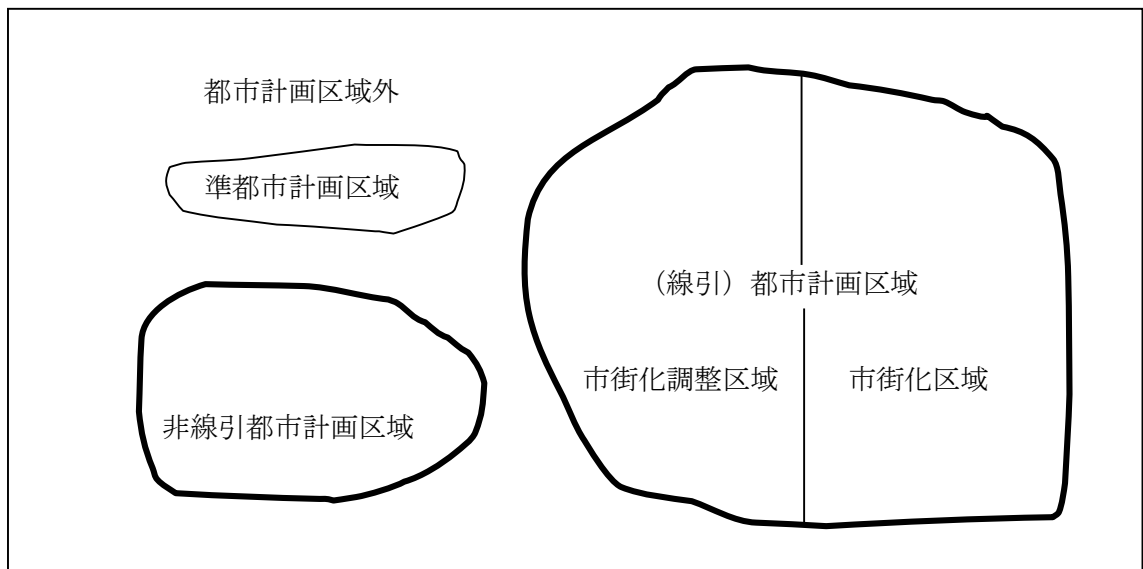 都市計画区域外
準都市計画区域
(線引)都市計画区域
市街化調整区域
市街化区域
非線引都市計画区域